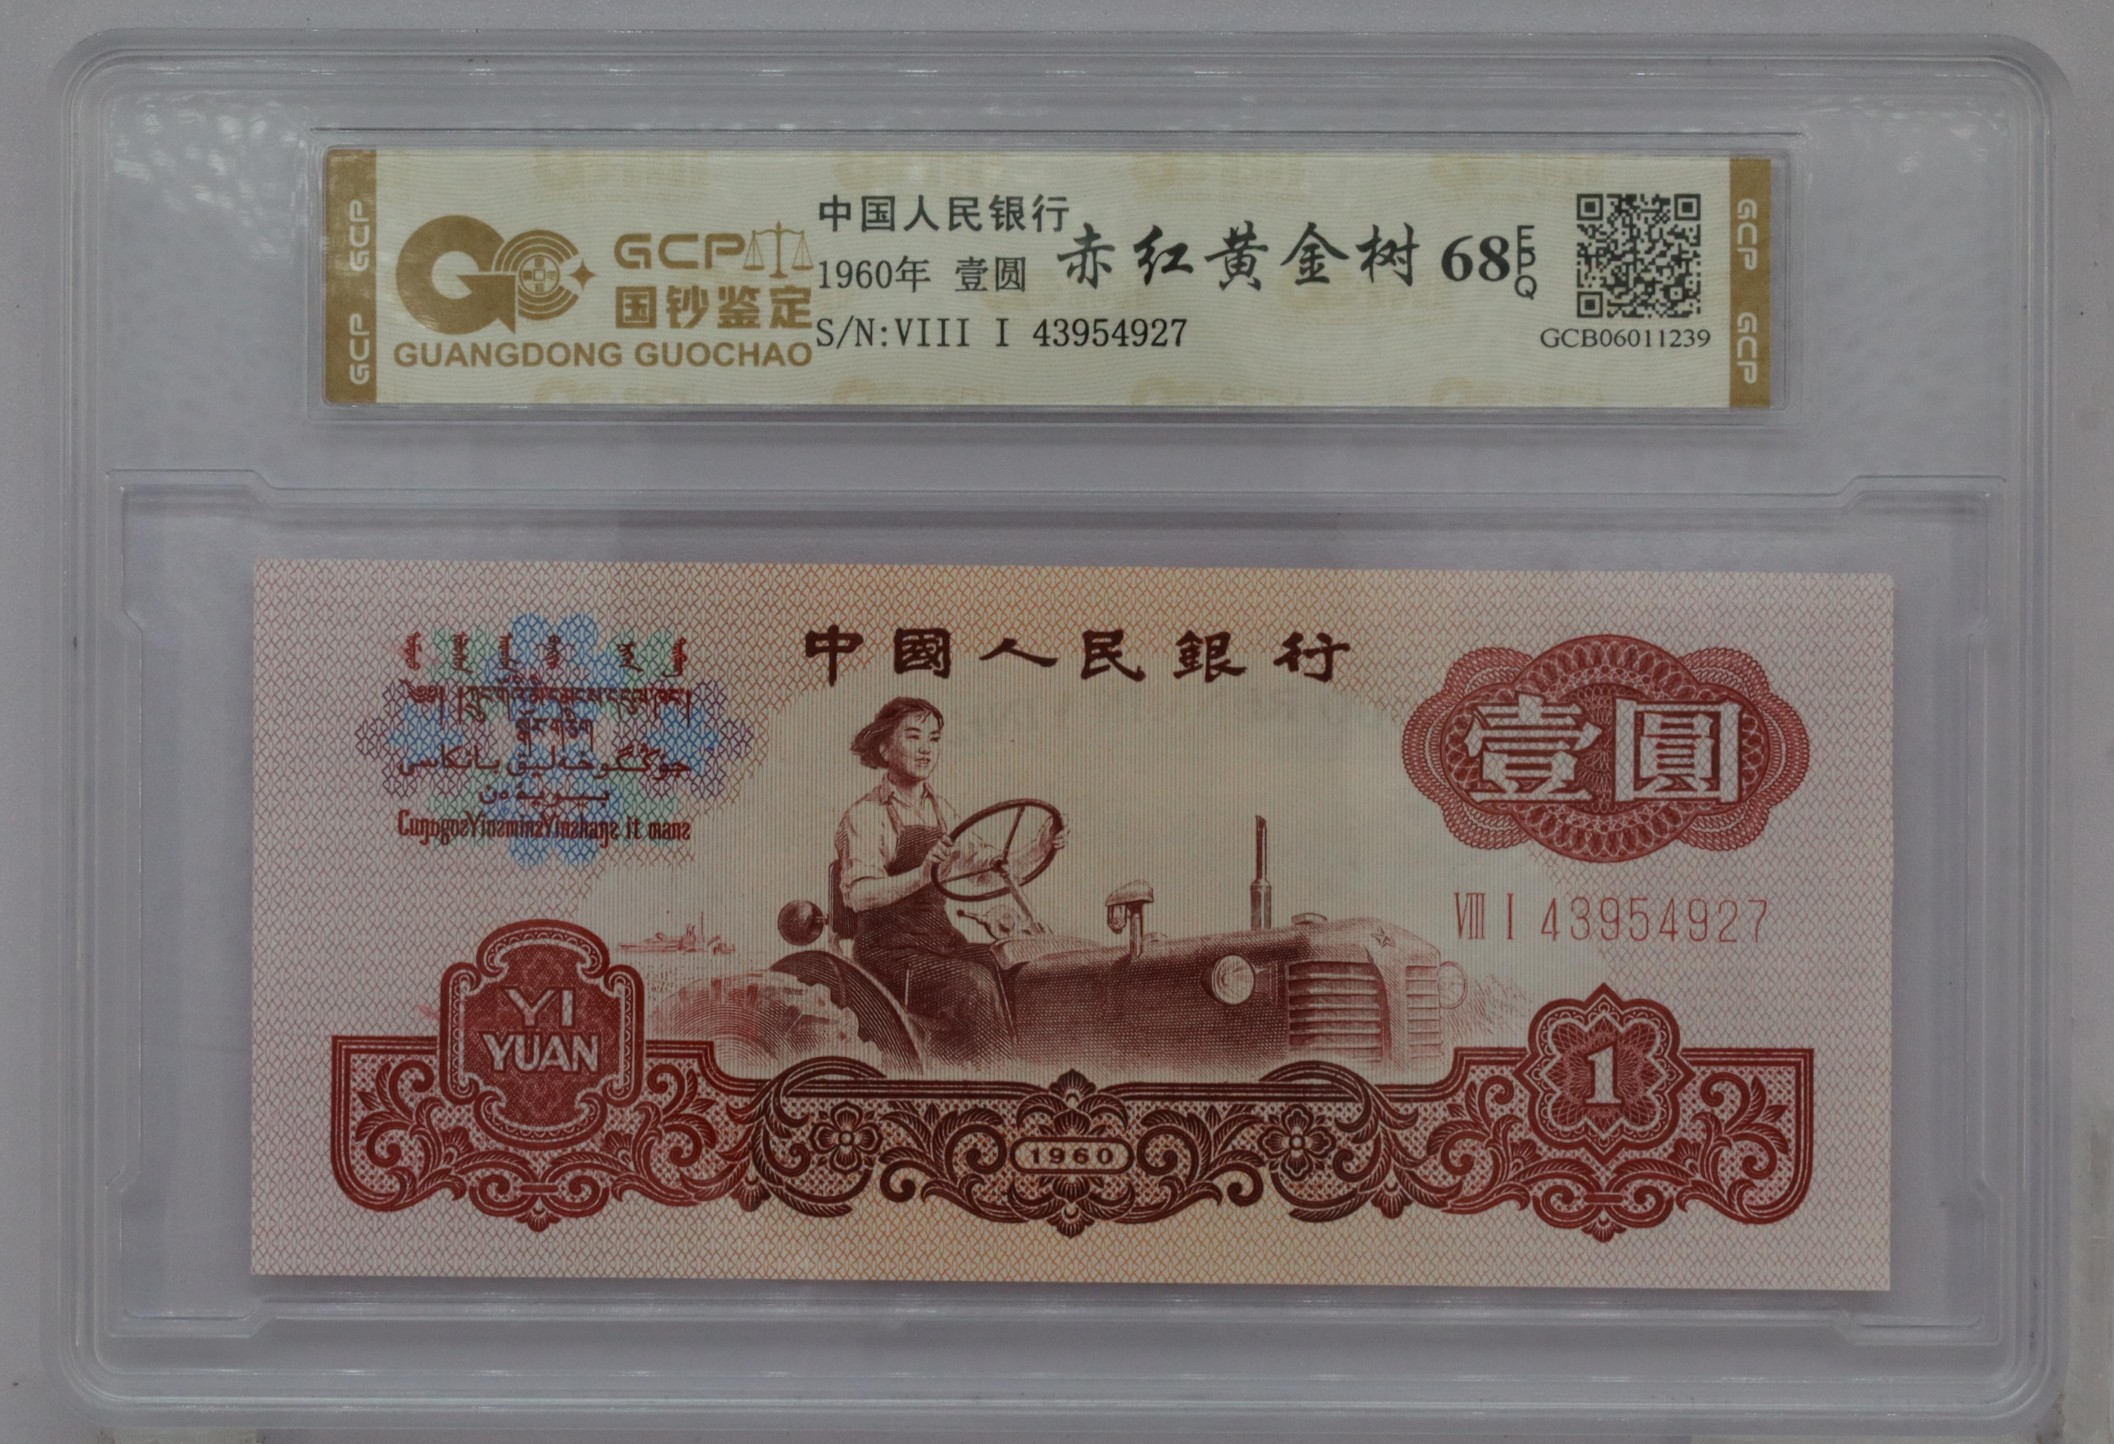 GCP GCP
GCP
国钞鉴定
GUANGDONG GUOCHAO
中国人民银行
1960年 壹圆
S/N:VIII I 43954927
赤红黄金树 68 EPQ
GCB06011239
GCP GCP
中國人民銀行
壹圓
VIII I 43954927
YI
YUAN
1
1960